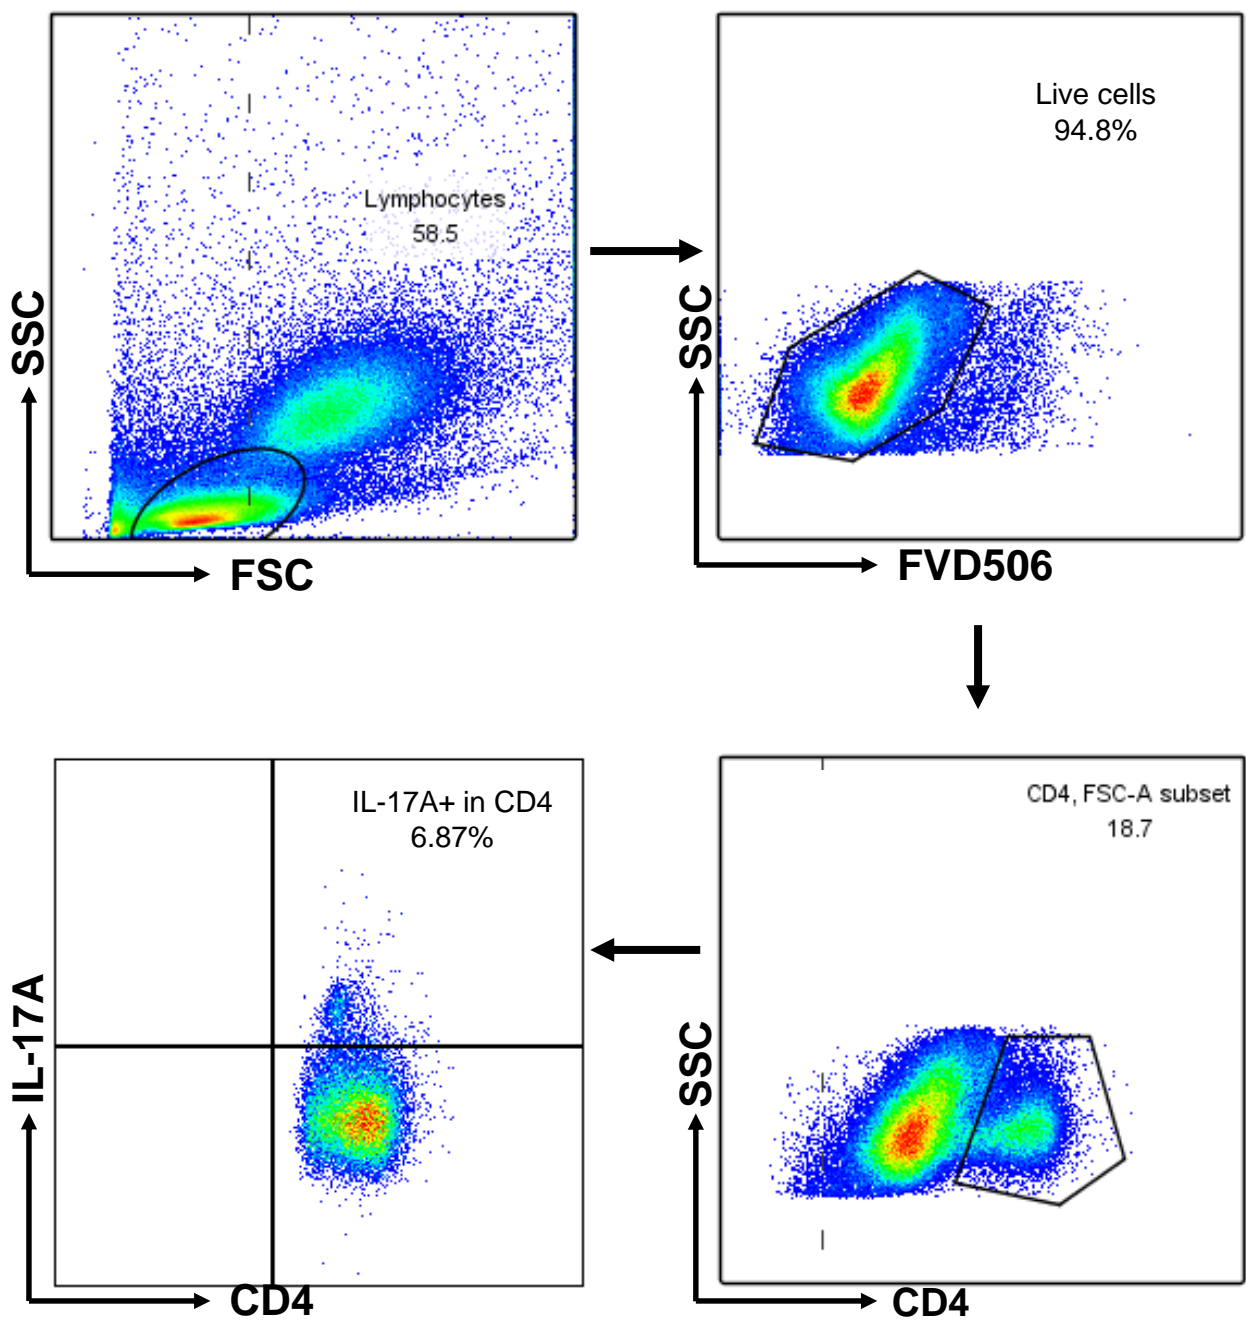 Lymphocytes
58.5
SSC
FSC
Live cells
94.8%
SSC
FVD506
IL-17A+ in CD4
6.87%
IL-17A
CD4
CD4, FSC-A subset
18.7
SSC
CD4